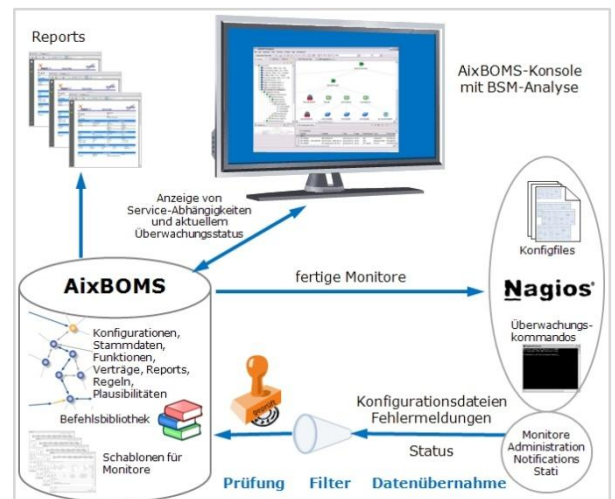 Reports
AixBOMS-Konsole
mit BSM-Analyse
Anzeige von
Service-Abhängigkeiten
und aktuellem
Überwachungsstatus
Konfigfiles
AixBOMS
fertige Monitore
Nagios®
Konfigurationen,
Stammdaten,
Funktionen,
Verträge, Reports,
Regeln,
Plausibilitäten
Überwachungs-
kommandos
GEPRÜFT
Konfigurationsdateien
Fehlermeldungen
Befehlsbibliothek
Status
Monitore
Administration
Notifications
Stati
Schablonen für
Monitore
Prüfung Filter Datenübernahme